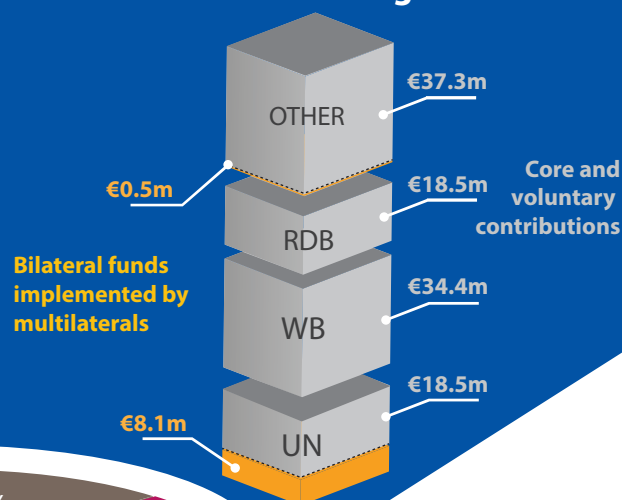 OTHER
€37.3m
€0.5m
€18.5m
Core and
voluntary
contributions
RDB
Bilateral funds
implemented by
multilaterals
€34.4m
WB
€18.5m
€8.1m
UN